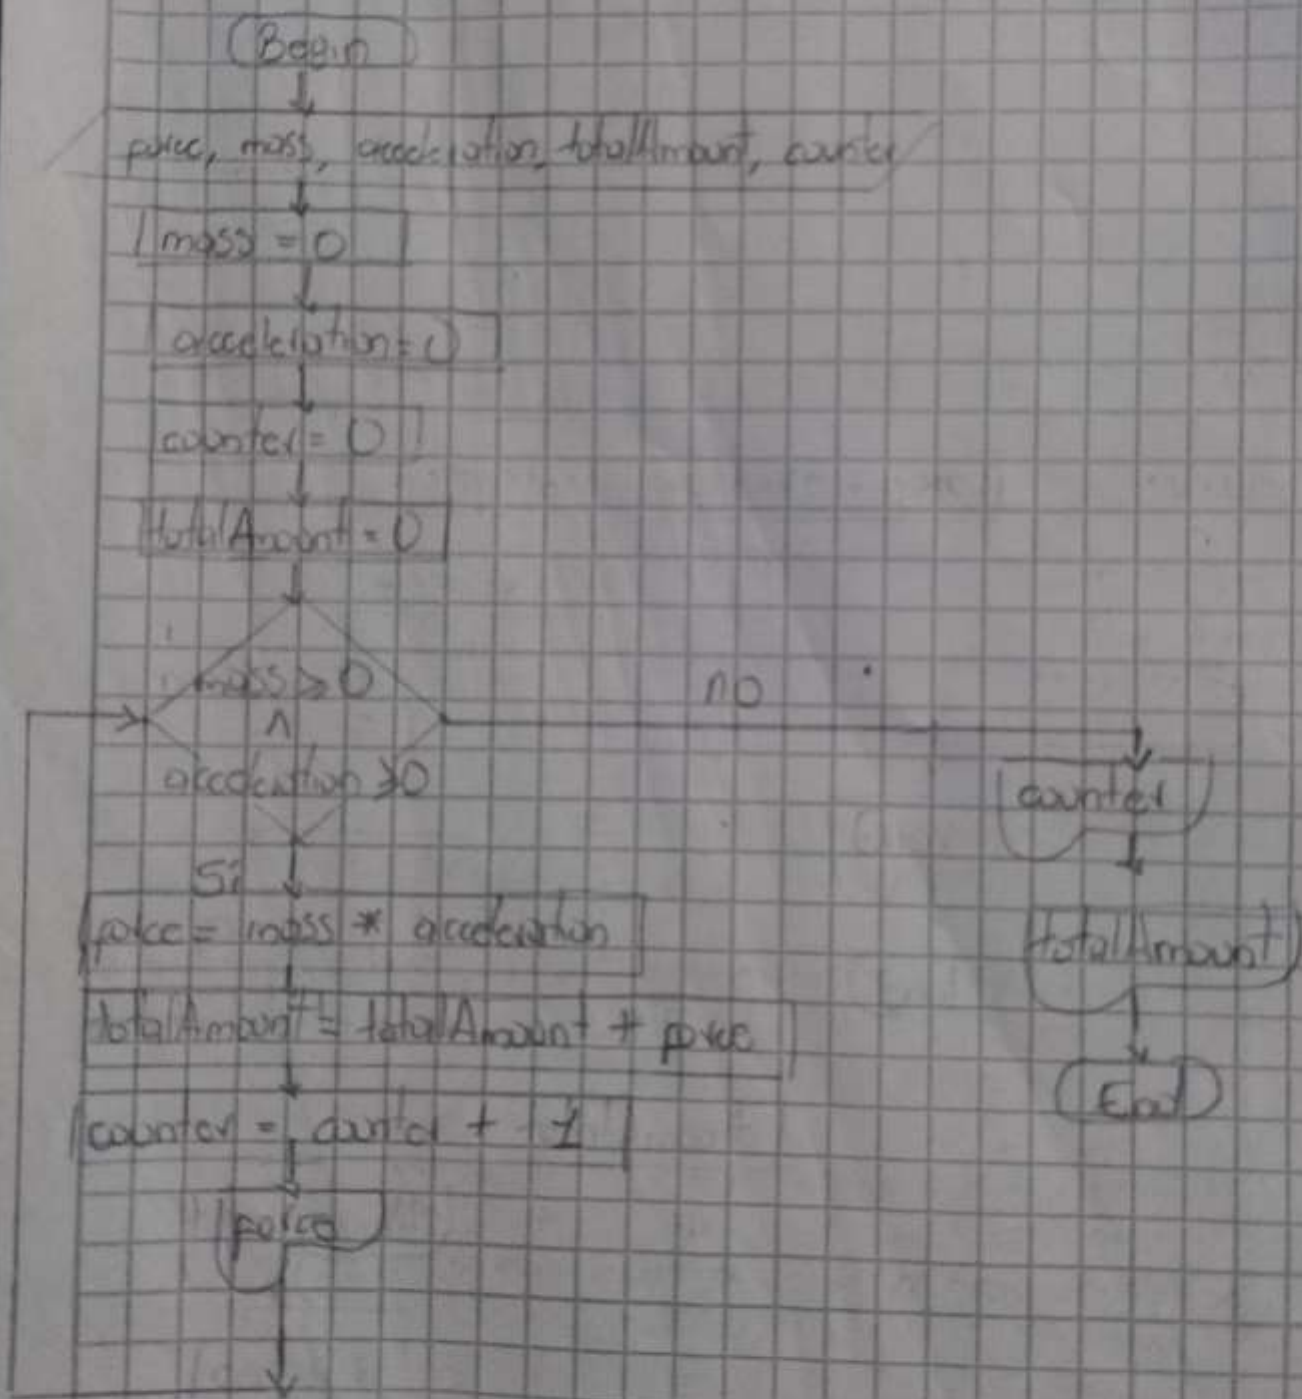 Begin
force, mass, acceleration, totalAmount, counter
mass = 0
acceleration = 0
counter = 0
totalAmount = 0
mass > 0
∧
acceleration > 0
no
Si
force = mass * acceleration
totalAmount = totalAmount + force
counter = counter + 1
force
counter
totalAmount
End